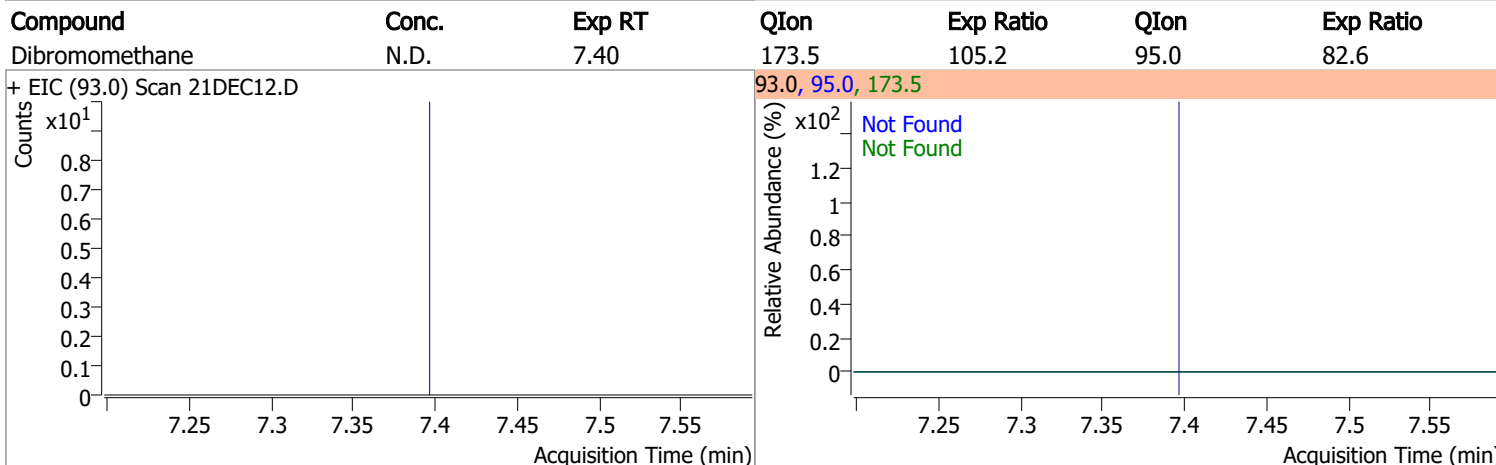 Compound Conc. Exp RT QIon Exp Ratio QIon Exp Ratio
Dibromomethane N.D. 7.40 173.5 105.2 95.0 82.6
+ EIC (93.0) Scan 21DEC12.D
Counts
x10¹
0.8
0.7
0.6
0.5
0.4
0.3
0.2
0.1
0
7.25 7.3 7.35 7.4 7.45 7.5 7.55
Acquisition Time (min)
93.0, 95.0, 173.5
Relative Abundance (%)
x10²
Not Found
Not Found
1.2
1
0.8
0.6
0.4
0.2
0
7.25 7.3 7.35 7.4 7.45 7.5 7.55
Acquisition Time (min)